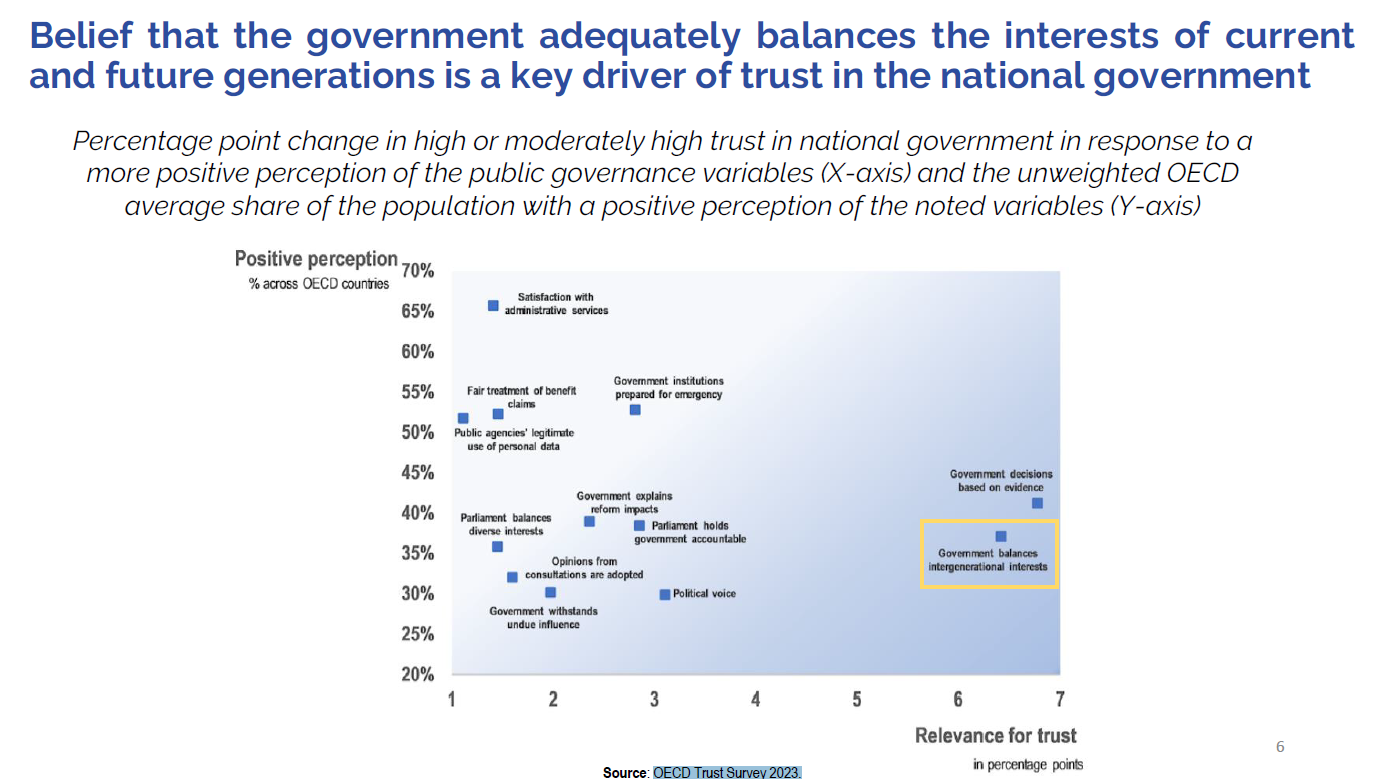 Belief that the government adequately balances the interests of current
and future generations is a key driver of trust in the national government
Percentage point change in high or moderately high trust in national government in response to a
more positive perception of the public governance variables (X-axis) and the unweighted OECD
average share of the population with a positive perception of the noted variables (Y-axis)
Positive perception
% across OECD countries
70%
65%
60%
55%
50%
45%
40%
35%
30%
25%
20%
Satisfaction with
administrative services
Fair treatment of benefit
claims
Government institutions
prepared for emergency
Public agencies' legitimate
use of personal data
Government decisions
based on evidence
Government explains
reform impacts
Parliament balances
diverse interests
Parliament holds
government accountable
Government balances
intergenerational interests
Opinions from
consultations are adopted
Political voice
Government withstands
undue influence
1 2 3 4 5 6 7
Relevance for trust
in percentage points
6
Source: OECD Trust Survey 2023.